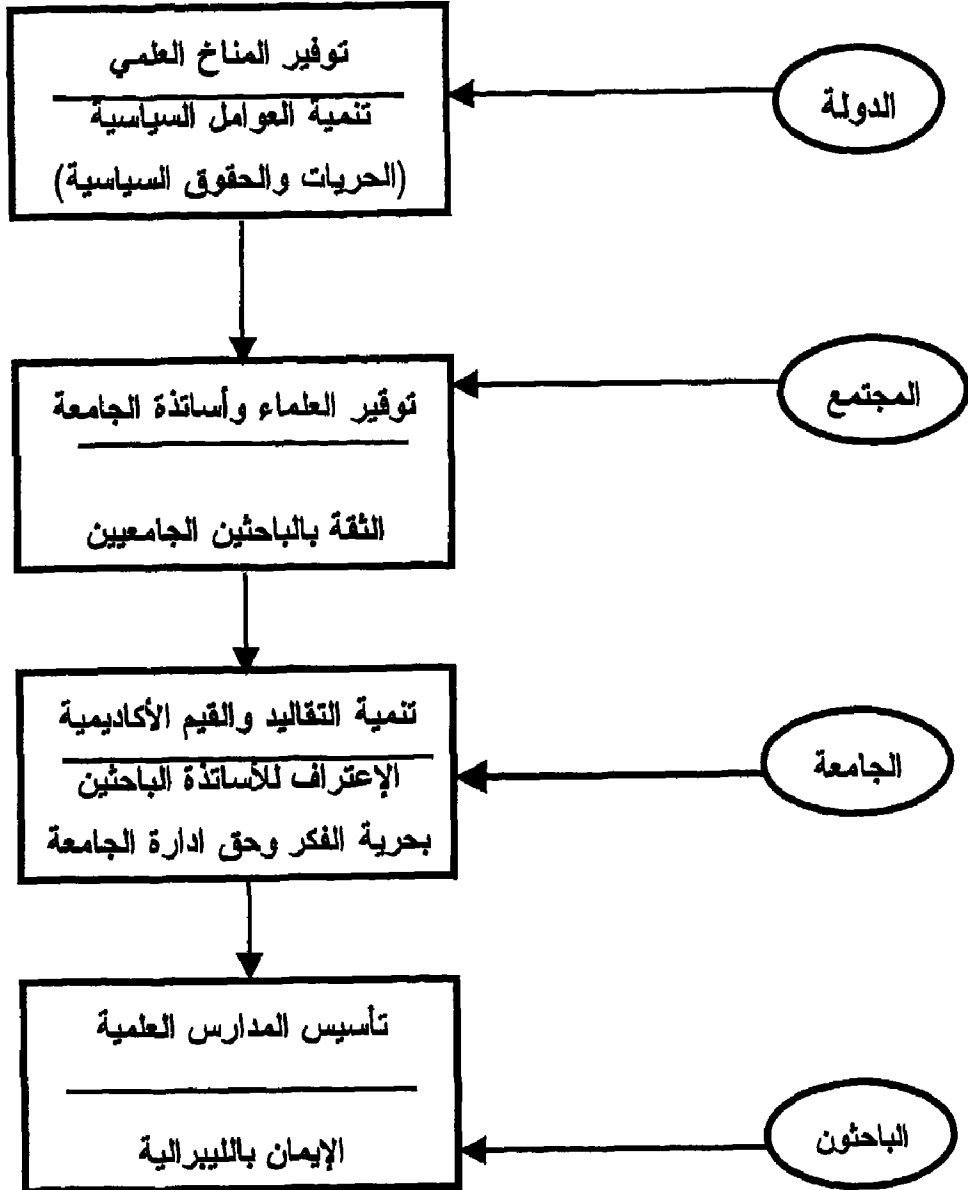 الدولة
توفير المناخ العلمي
تنمية العوامل السياسية
(الحريات والحقوق السياسية)
المجتمع
توقير العلماء وأساتذة الجامعة
الثقة بالباحثين الجامعيين
الجامعة
تنمية التقاليد والقيم الأكاديمية
الإعتراف للأساتذة الباحثين
بحرية الفكر وحق ادارة الجامعة
الباحثون
تأسيس المدارس العلمية
الإيمان بالليبرالية